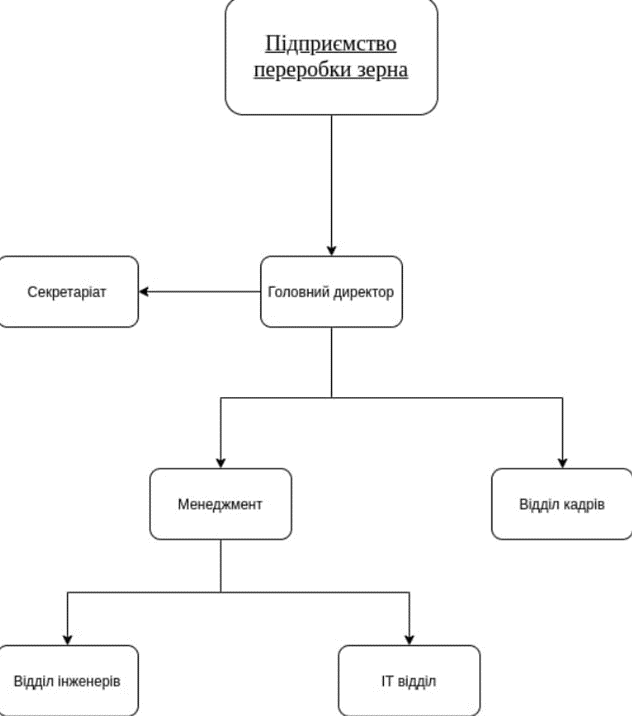 Підприємство
переробки зерна
Секретаріат
Головний директор
Менеджмент
Відділ кадрів
Відділ інженерів
ІТ відділ